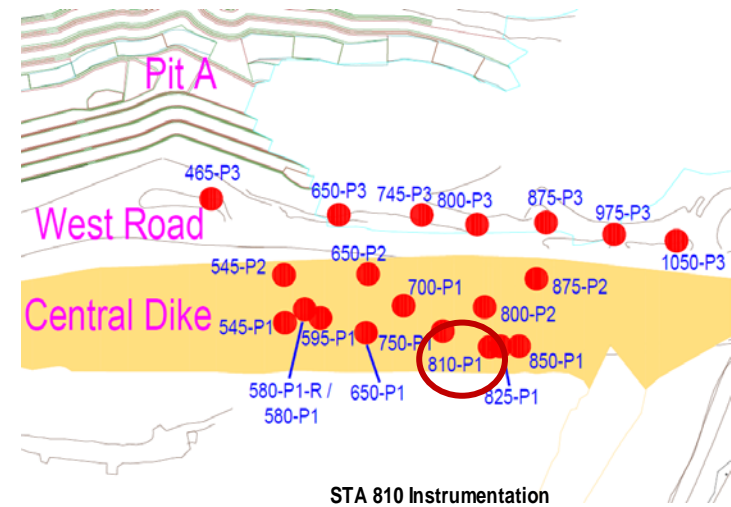 Pit A
465-P3
650-P3
745-P3
800-P3
875-P3
975-P3
1050-P3
West Road
545-P2
650-P2
875-P2
700-P1
800-P2
Central Dike
545-P1
595-P1
750-P1
810-P1
850-P1
580-P1-R /
580-P1
650-P1
825-P1
STA 810 Instrumentation